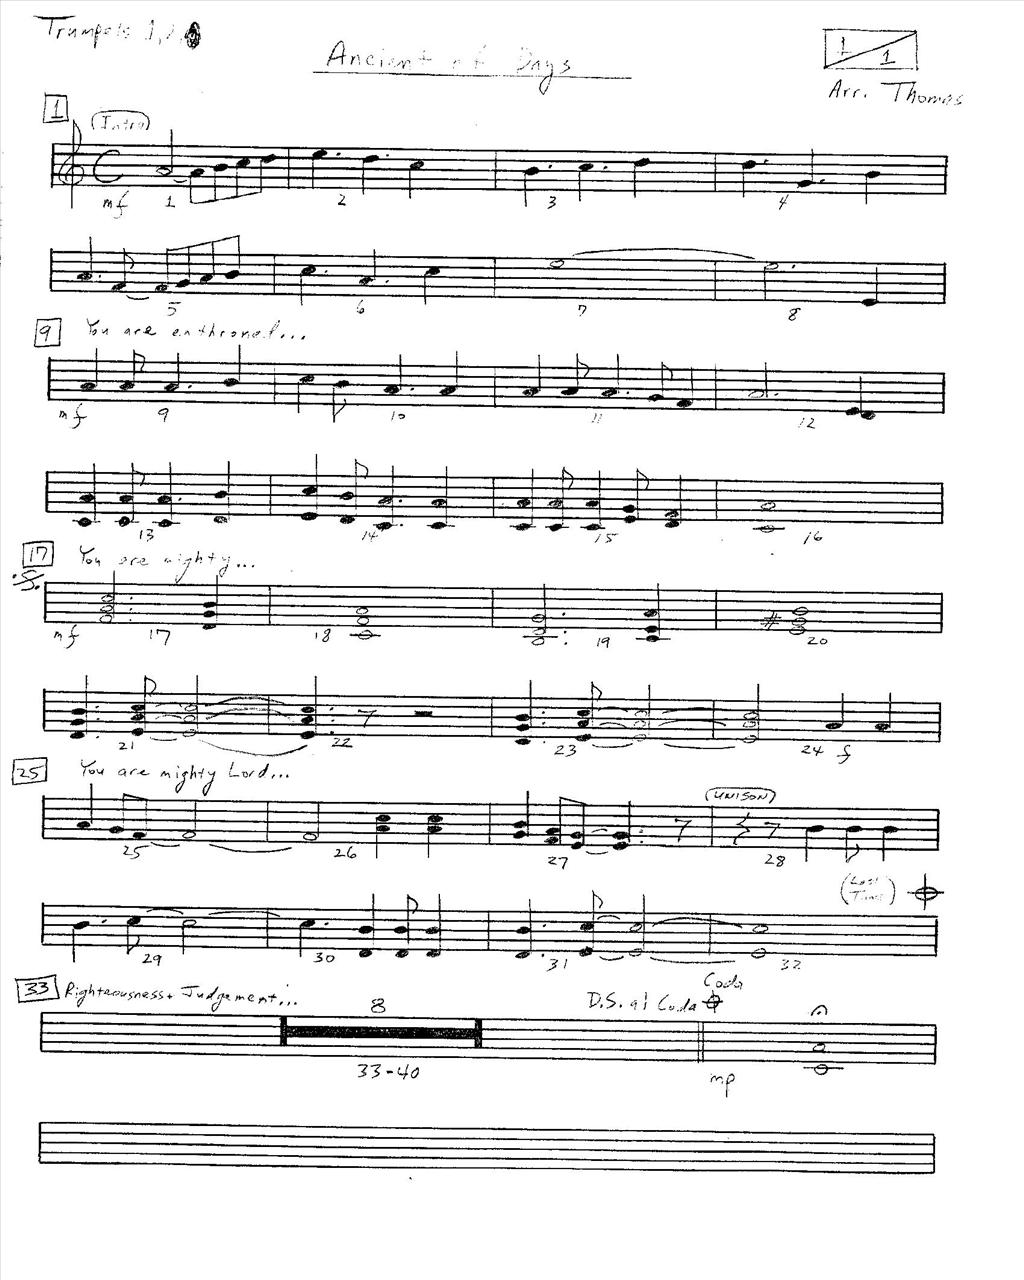 Trumpets 1,2
Ancient of Days
1/1
Arr. Thomas
1
Intro
mf 1 2 3 4
5 6 7 8
9 You are enthroned...
mf 9 10 11 12
13 14 15 16
17 You are mighty...
mf 17 18 19 20
21 22 23 24 f
25 You are mighty Lord...
(UNISON)
25 26 27 28
(Last Time)
29 30 31 32
33 Righteousness + Judgement...
8 D.S. al Coda Coda
33-40 mp